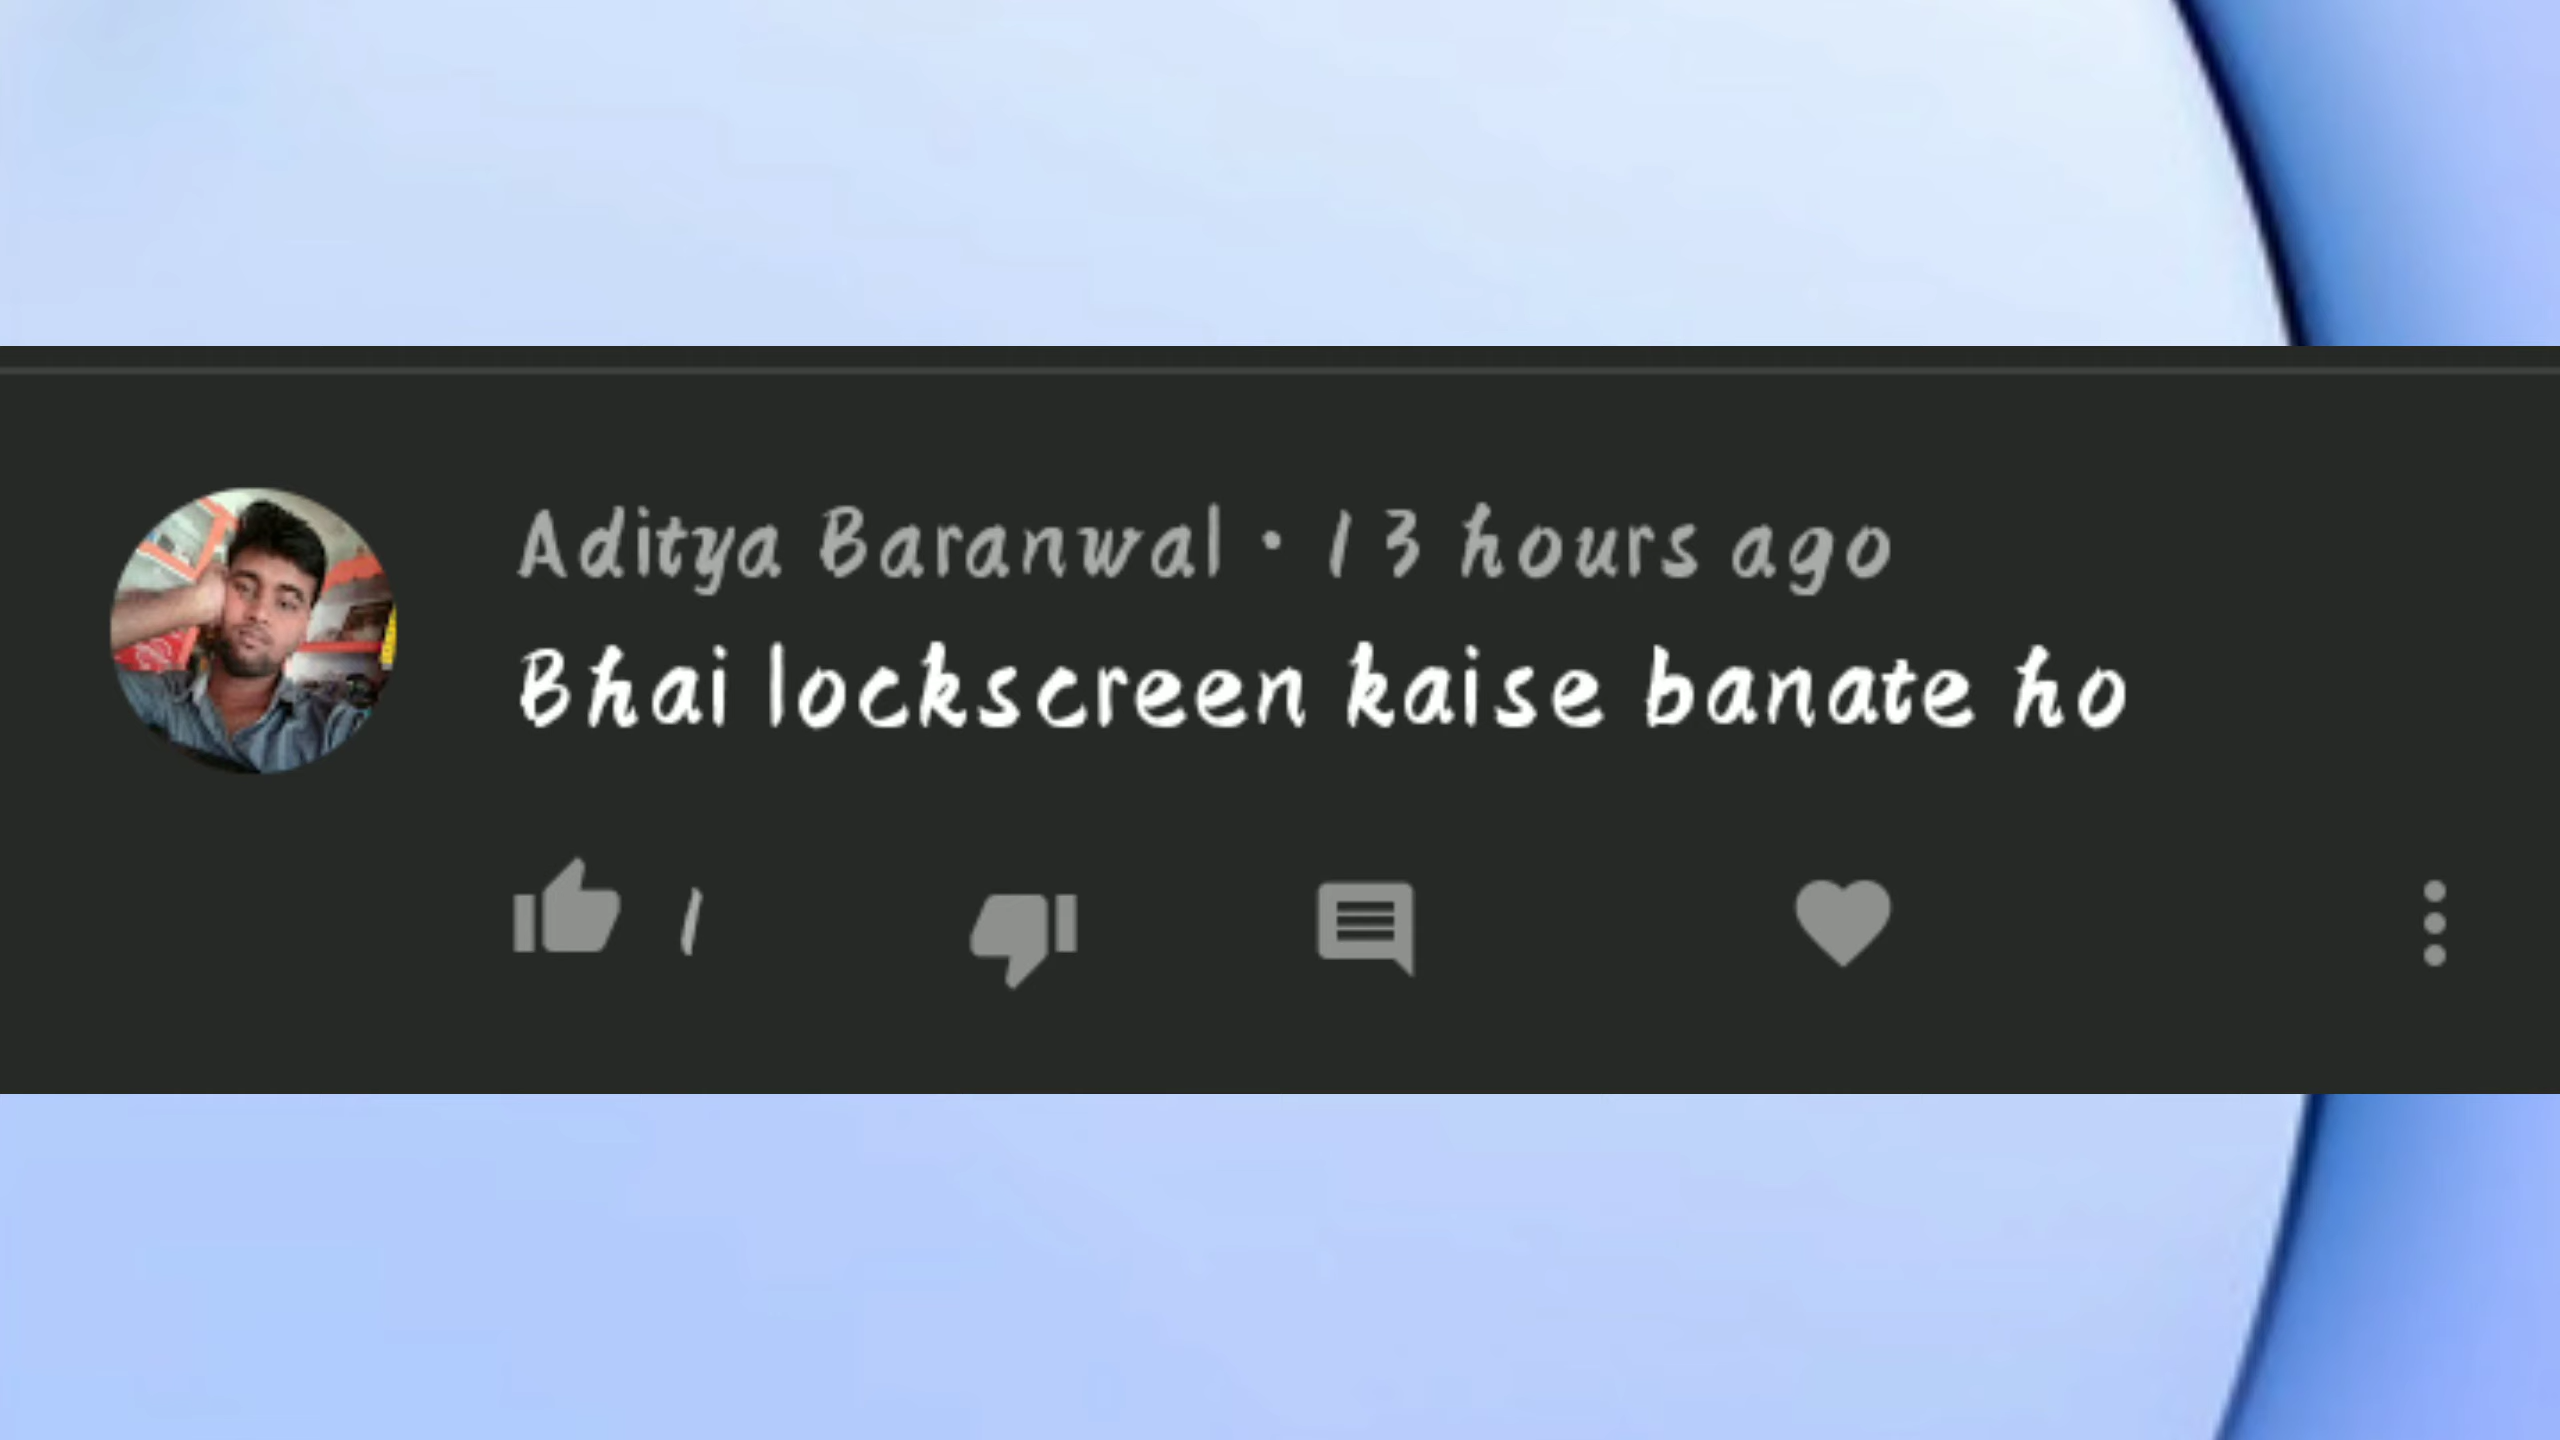 Aditya Baranwal • 13 hours ago
Bhai lockscreen kaise banate ho
1